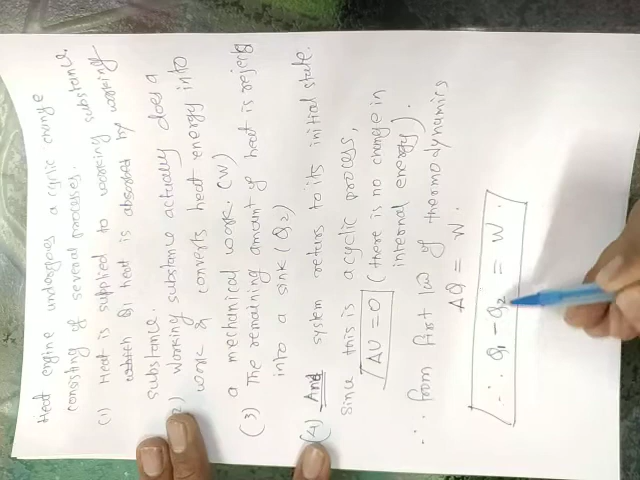 Heat engine undergoes a cyclic change
consisting of several processes
(1) Heat is supplied to working substance.
Q1 heat is absorbed by working
substance.
2) Working substance actually does a
work & converts heat energy into
a mechanical work. (W)
(3) The remaining amount of heat is rejeng
into a sink (Q2)
(4) And system returs to its initial state.
Since this is a cyclic process,
ΔU = 0 (there is no change in
internal energy).
∴ from first law of thermodynamics
ΔQ = W.
∴ Q1 - Q2 = W.